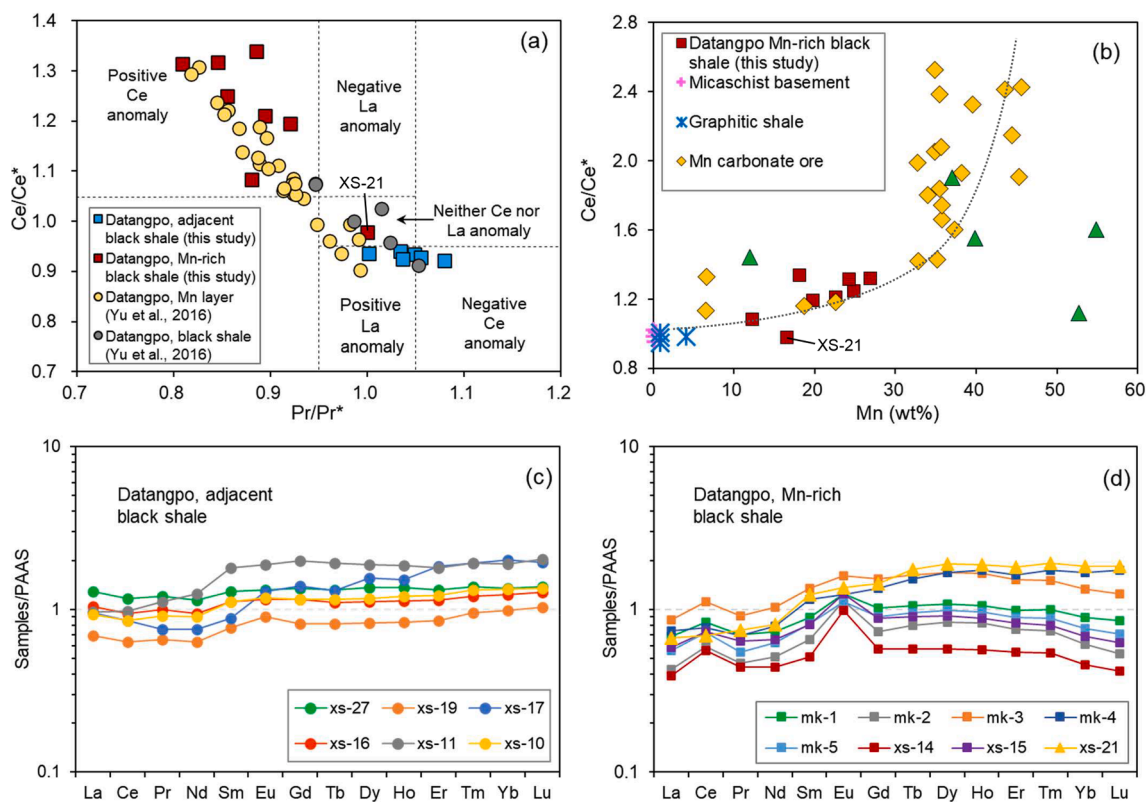 (a)
Ce/Ce*
1.4
1.3
1.2
1.1
1.0
0.9
0.8
0.7
Positive
Ce
anomaly
Negative
La
anomaly
XS-21
Neither Ce nor
La anomaly
Positive
La
anomaly
Negative
Ce
anomaly
Datangpo, adjacent
black shale (this study)
Datangpo, Mn-rich
black shale (this study)
Datangpo, Mn layer
(Yu et al., 2016)
Datangpo, black shale
(Yu et al., 2016)
0.7 0.8 0.9 1.0 1.1 1.2
Pr/Pr*
(b)
Ce/Ce*
2.8
2.4
2.0
1.6
1.2
0.8
Datangpo Mn-rich black
shale (this study)
Micaschist basement
Graphitic shale
Mn carbonate ore
XS-21
0 10 20 30 40 50 60
Mn (wt%)
(c)
Samples/PAAS
10
1
0.1
Datangpo, adjacent
black shale
xs-27 xs-19 xs-17
xs-16 xs-11 xs-10
La Ce Pr Nd Sm Eu Gd Tb Dy Ho Er Tm Yb Lu
(d)
Samples/PAAS
10
1
0.1
Datangpo, Mn-rich
black shale
mk-1 mk-2 mk-3 mk-4
mk-5 xs-14 xs-15 xs-21
La Ce Pr Nd Sm Eu Gd Tb Dy Ho Er Tm Yb Lu